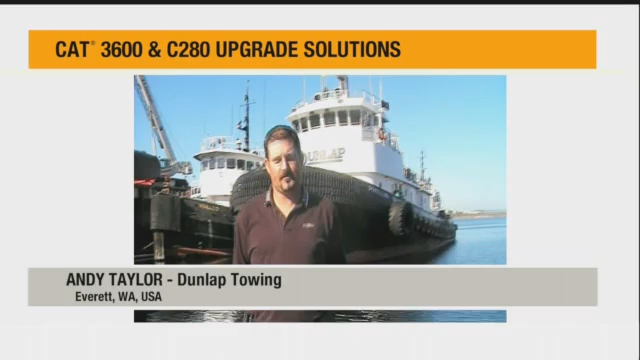 CAT® 3600 & C280 UPGRADE SOLUTIONS
DUNLAP
ANDY TAYLOR - Dunlap Towing
Everett, WA, USA